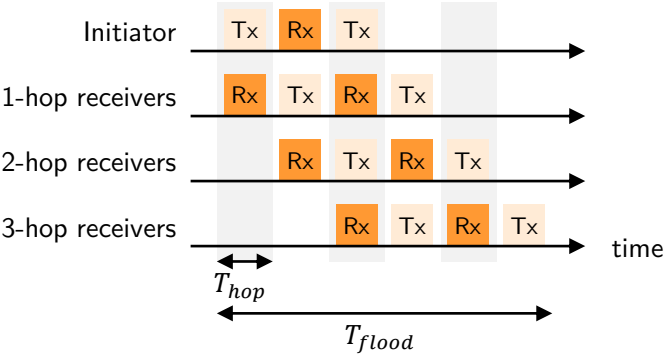 Initiator Tx Rx Tx
1-hop receivers Rx Tx Rx Tx
2-hop receivers Rx Tx Rx Tx
3-hop receivers Rx Tx Rx Tx
time
T_hop
T_flood